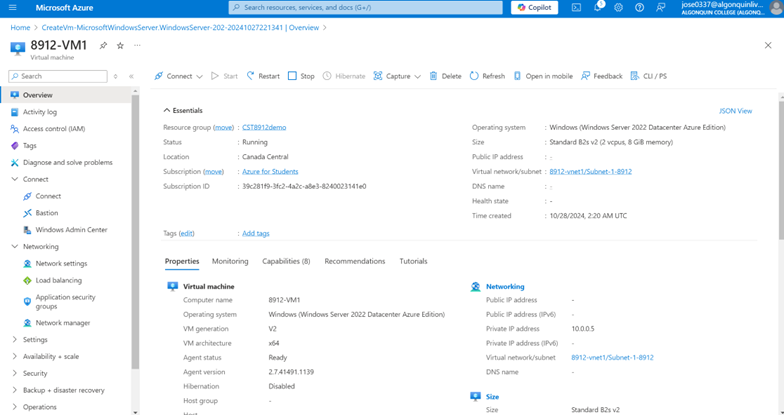 Microsoft Azure
Search resources, services, and docs (G+/)
Copilot
jose0337@algonquinliv...
ALGONQUIN COLLEGE (ALGONQ...
Home > CreateVm-MicrosoftWindowsServer.WindowsServer-202-20241027221341 | Overview >
8912-VM1
Virtual machine
Search
Connect
Start
Restart
Stop
Hibernate
Capture
Delete
Refresh
Open in mobile
Feedback
CLI / PS
Overview
Activity log
Access control (IAM)
Tags
Diagnose and solve problems
Connect
Connect
Bastion
Windows Admin Center
Networking
Network settings
Load balancing
Application security
groups
Network manager
Settings
Availability + scale
Security
Backup + disaster recovery
Operations
Essentials
JSON View
Resource group (move) : CST8912demo
Status : Running
Location : Canada Central
Subscription (move) : Azure for Students
Subscription ID : 39c281f9-3fc2-4a2c-a8e3-8240023141e0
Operating system : Windows (Windows Server 2022 Datacenter Azure Edition)
Size : Standard B2s v2 (2 vcpus, 8 GiB memory)
Public IP address : -
Virtual network/subnet : 8912-vnet1/Subnet-1-8912
DNS name : -
Health state : -
Time created : 10/28/2024, 2:20 AM UTC
Tags (edit) : Add tags
Properties
Monitoring
Capabilities (8)
Recommendations
Tutorials
Virtual machine
Computer name 8912-VM1
Operating system Windows (Windows Server 2022 Datacenter Azure Edition)
VM generation V2
VM architecture x64
Agent status Ready
Agent version 2.7.41491.1139
Hibernation Disabled
Host group -
Host
Networking
Public IP address -
Public IP address (IPv6) -
Private IP address 10.0.0.5
Private IP address (IPv6) -
Virtual network/subnet 8912-vnet1/Subnet-1-8912
DNS name -
Size
Size Standard B2s v2